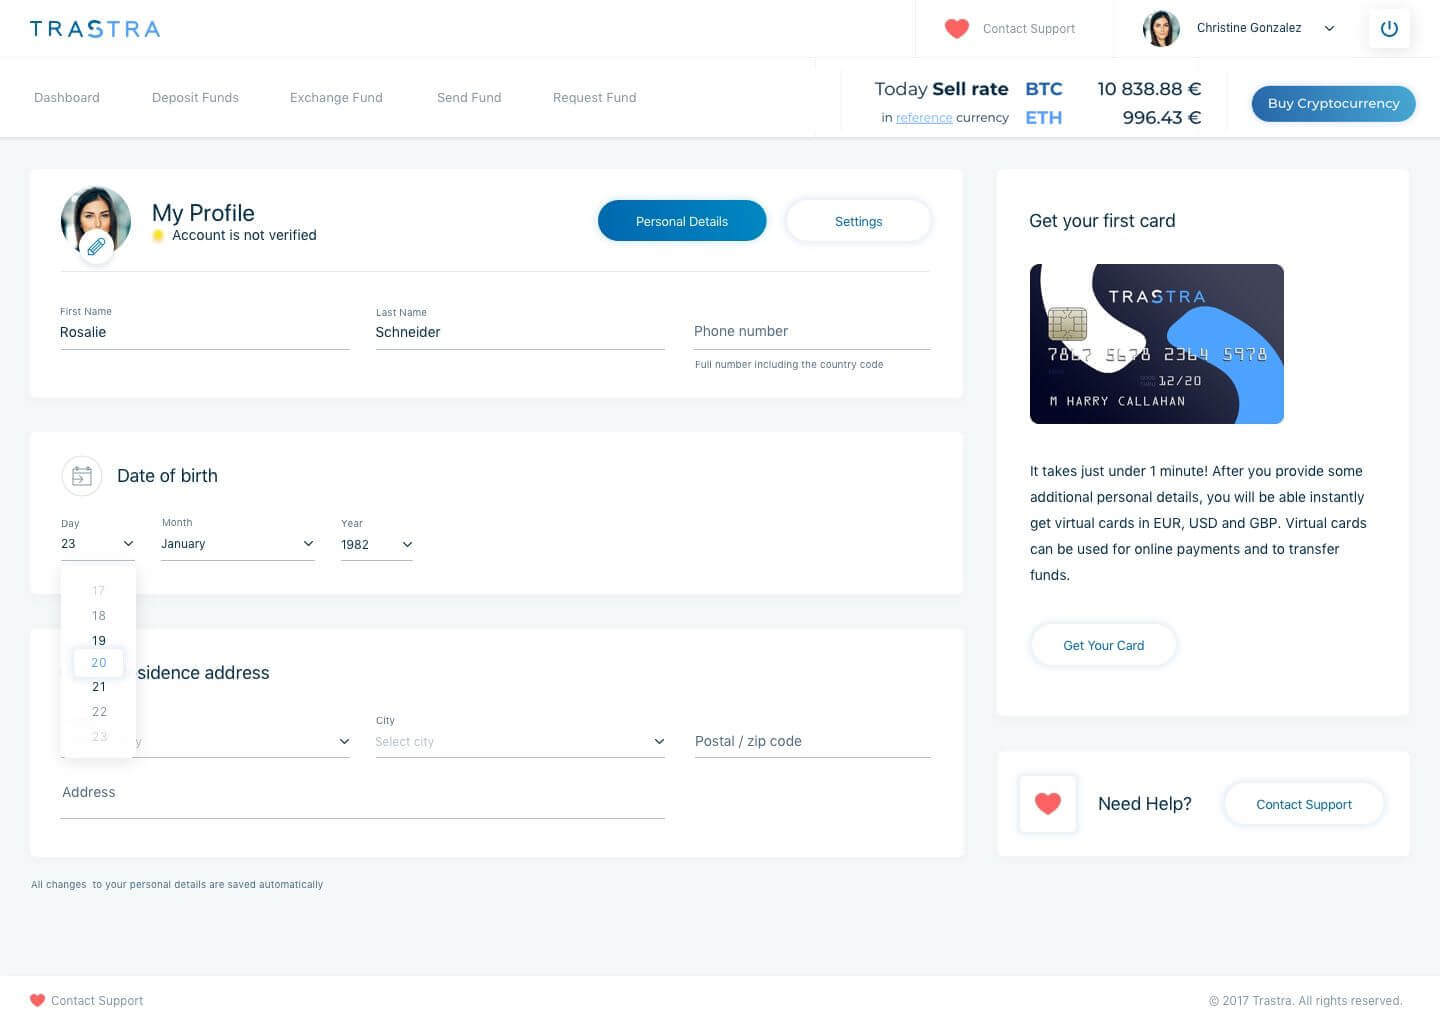 TRASTRA
Contact Support
Christine Gonzalez
Dashboard
Deposit Funds
Exchange Fund
Send Fund
Request Fund
Today Sell rate BTC 10 838.88 €
in reference currency ETH 996.43 €
Buy Cryptocurrency
My Profile
Account is not verified
Personal Details
Settings
First Name
Rosalie
Last Name
Schneider
Phone number
Full number including the country code
Date of birth
Day
23
Month
January
Year
1982
17
18
19
20
21
22
23
sidence address
y
City
Select city
Postal / zip code
Address
All changes to your personal details are saved automatically
Get your first card
TRASTRA
7867 5678 2364 5978
12/20
M HARRY CALLAHAN
It takes just under 1 minute! After you provide some
additional personal details, you will be able instantly
get virtual cards in EUR, USD and GBP. Virtual cards
can be used for online payments and to transfer
funds.
Get Your Card
Need Help?
Contact Support
Contact Support
© 2017 Trastra. All rights reserved.